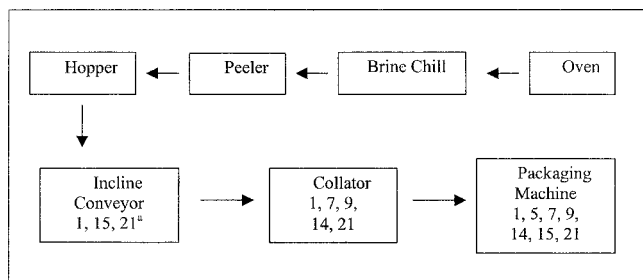 Hopper
Peeler
Brine Chill
Oven
Incline
Conveyor
1, 15, 21ª
Collator
1, 7, 9,
14, 21
Packaging
Machine
1, 5, 7, 9,
14, 15, 21